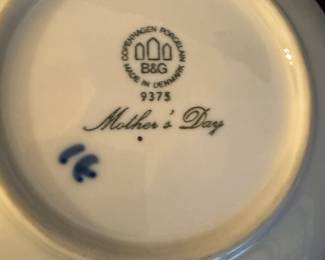 COPENHAGEN PORCELAIN
B&G
MADE IN DENMARK
9375
Mother's Day